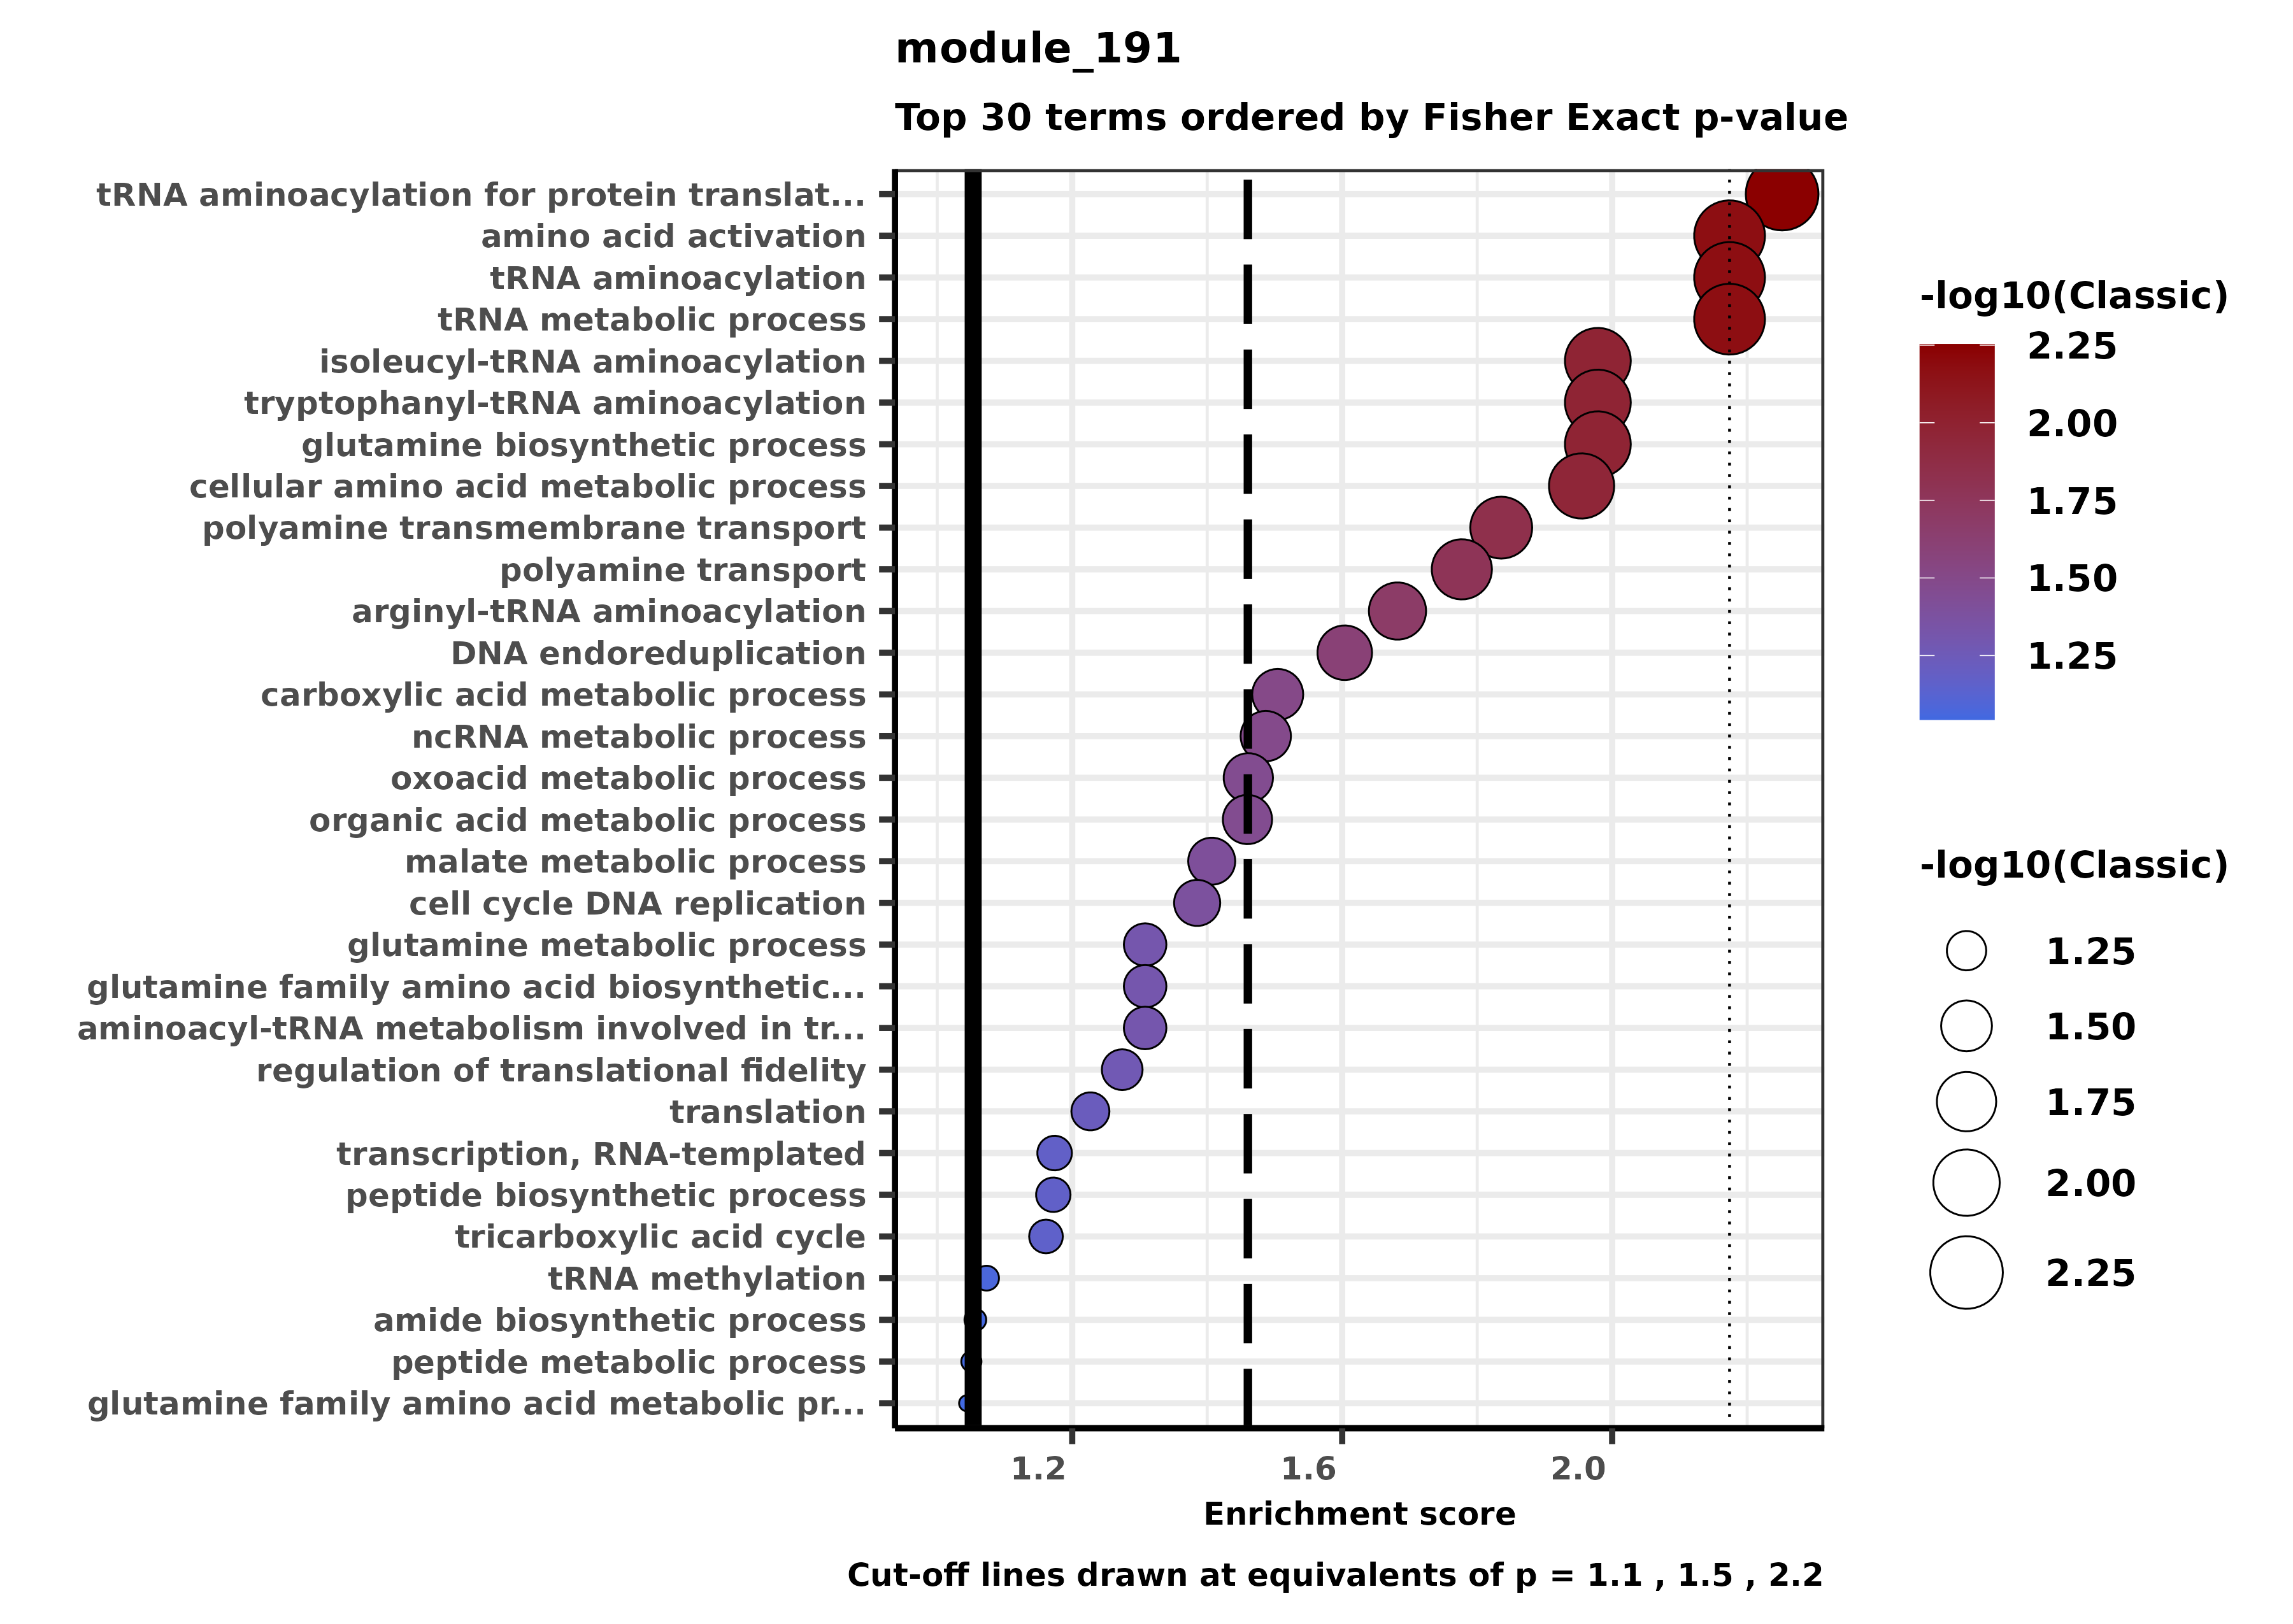 module_191
Top 30 terms ordered by Fisher Exact p-value
tRNA aminoacylation for protein translat...
amino acid activation
tRNA aminoacylation
tRNA metabolic process
isoleucyl-tRNA aminoacylation
tryptophanyl-tRNA aminoacylation
glutamine biosynthetic process
cellular amino acid metabolic process
polyamine transmembrane transport
polyamine transport
arginyl-tRNA aminoacylation
DNA endoreduplication
carboxylic acid metabolic process
ncRNA metabolic process
oxoacid metabolic process
organic acid metabolic process
malate metabolic process
cell cycle DNA replication
glutamine metabolic process
glutamine family amino acid biosynthetic...
aminoacyl-tRNA metabolism involved in tr...
regulation of translational fidelity
translation
transcription, RNA-templated
peptide biosynthetic process
tricarboxylic acid cycle
tRNA methylation
amide biosynthetic process
peptide metabolic process
glutamine family amino acid metabolic pr...
1.2 1.6 2.0
Enrichment score
Cut-off lines drawn at equivalents of p = 1.1 , 1.5 , 2.2
-log10(Classic)
2.25
2.00
1.75
1.50
1.25
-log10(Classic)
1.25
1.50
1.75
2.00
2.25